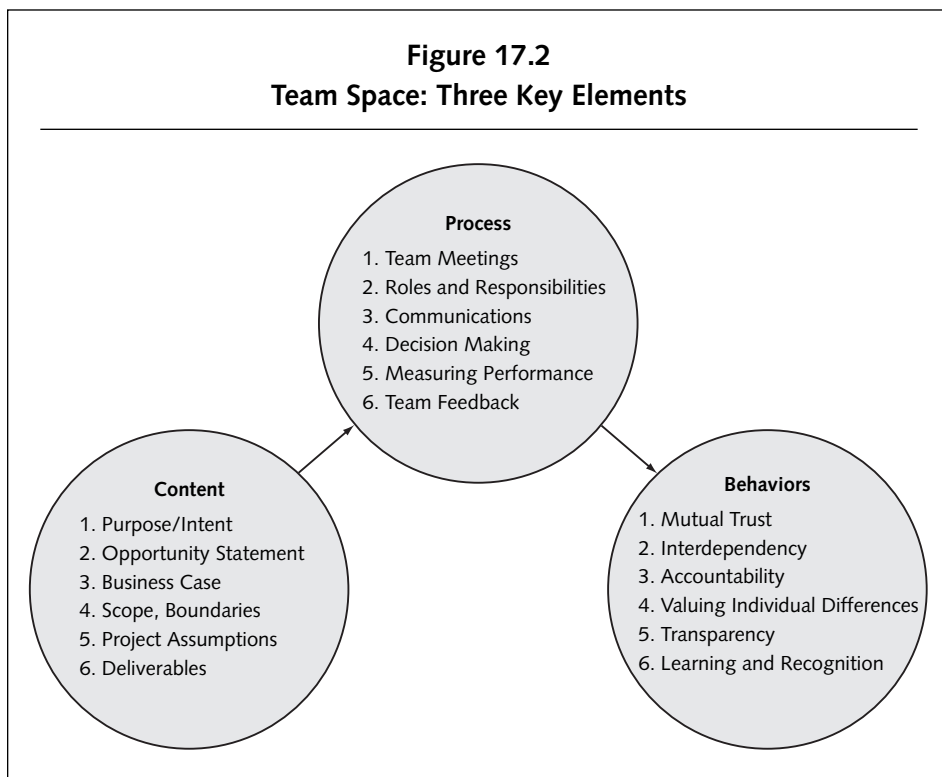 Figure 17.2
Team Space: Three Key Elements
Process
1. Team Meetings
2. Roles and Responsibilities
3. Communications
4. Decision Making
5. Measuring Performance
6. Team Feedback
Content
1. Purpose/Intent
2. Opportunity Statement
3. Business Case
4. Scope, Boundaries
5. Project Assumptions
6. Deliverables
Behaviors
1. Mutual Trust
2. Interdependency
3. Accountability
4. Valuing Individual Differences
5. Transparency
6. Learning and Recognition